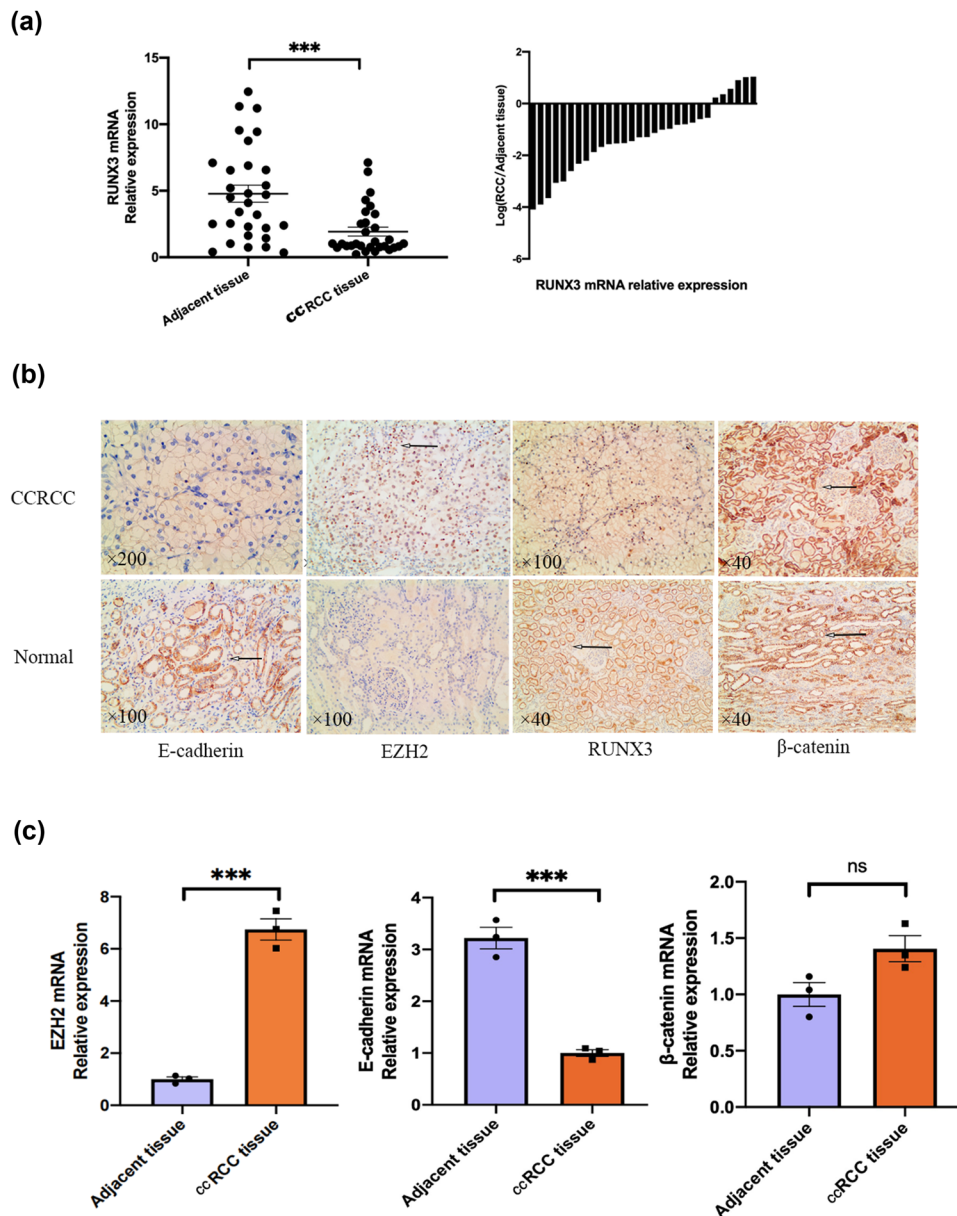 (a)
***
***
RUNX3 mRNA
Relative expression
15
10
5
0
Adjacent tissue
ccRCC tissue
Log(RCC/Adjacent tissue)
2
0
-2
-4
-6
RUNX3 mRNA relative expression
(b)
CCRCC
×200
×100
×40
Normal
×100
×100
×40
×40
E-cadherin
EZH2
RUNX3
β-catenin
(c)
EZH2 mRNA
Relative expression
8
6
4
2
0
***
Adjacent tissue
ccRCC tissue
E-cadherin mRNA
Relative expression
4
3
2
1
0
***
Adjacent tissue
ccRCC tissue
β-catenin mRNA
Relative expression
2.0
1.5
1.0
0.5
0.0
ns
Adjacent tissue
ccRCC tissue